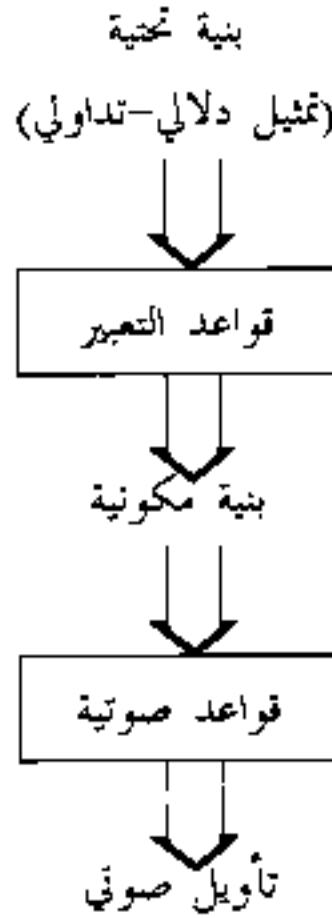 بنية تحتية
(تمثيل دلالي-تداولي)
قواعد التعبير
بنية مكونية
قواعد صوتية
تأويل صوتي